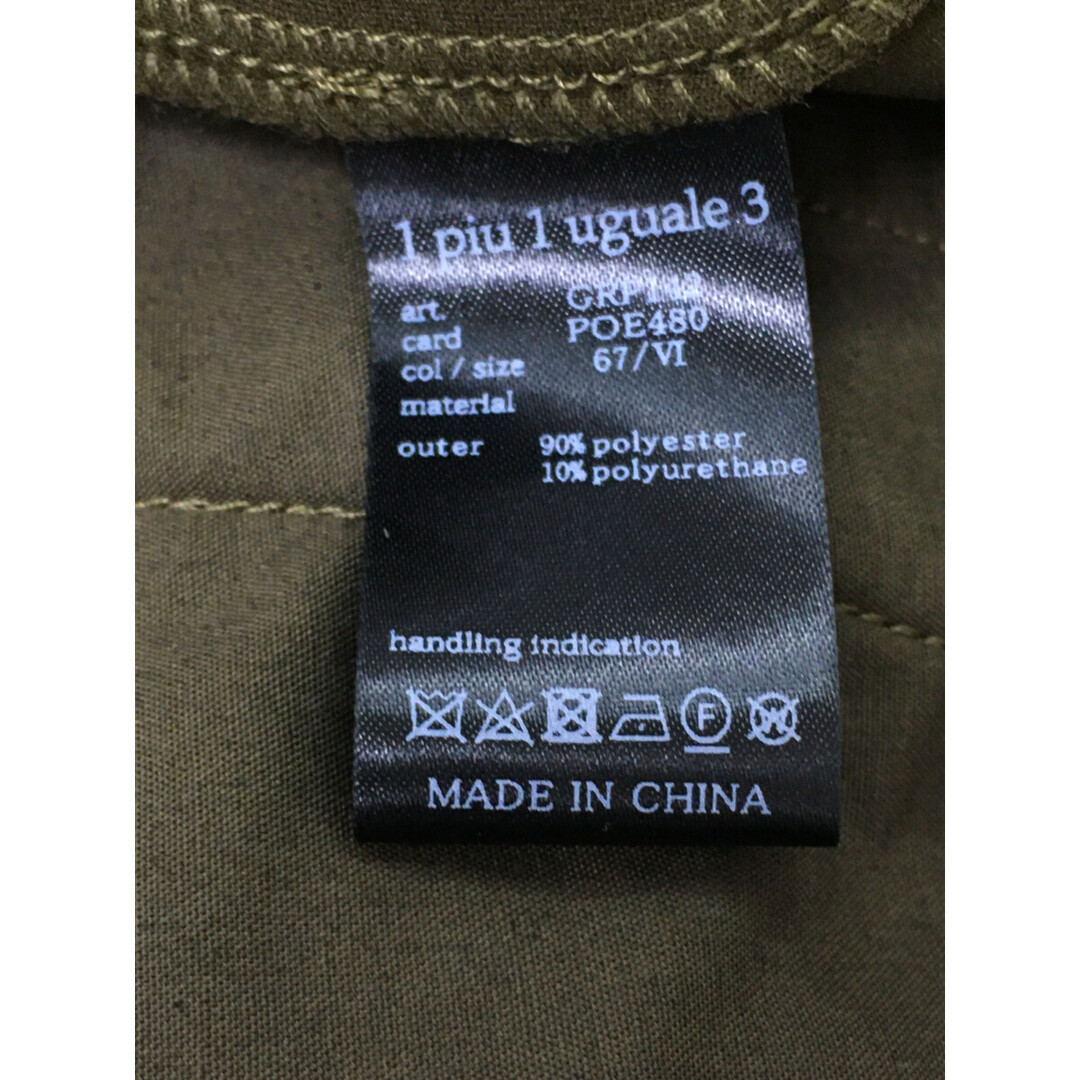 1 piu 1 uguale 3
art.
card POE480
col / size 67/VI
material
outer 90% polyester
10% polyurethane
handling indication
F W
MADE IN CHINA